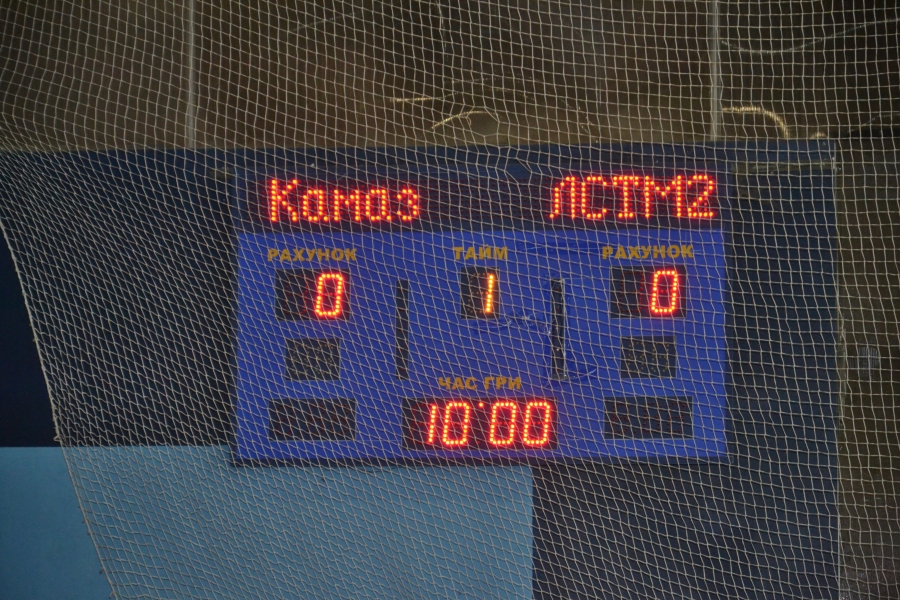 Камаз ЛСТМ2
РАХУНОК ТАЙМ РАХУНОК
0 1 0
ЧАС ГРИ
10:00